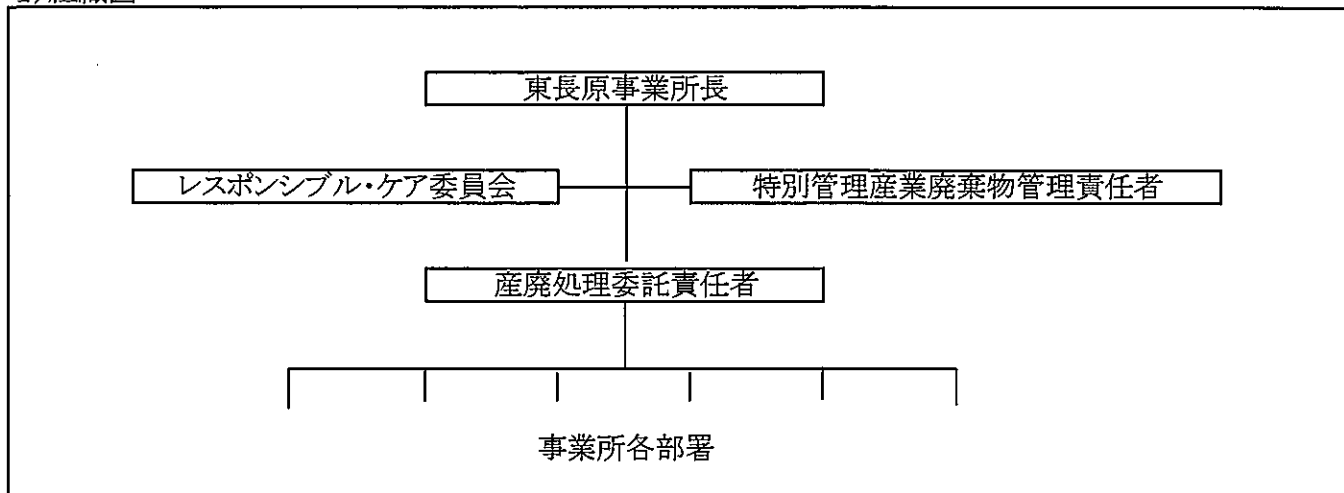 東長原事業所長
レスポンシブル・ケア委員会
特別管理産業廃棄物管理責任者
産廃処理委託責任者
事業所各部署